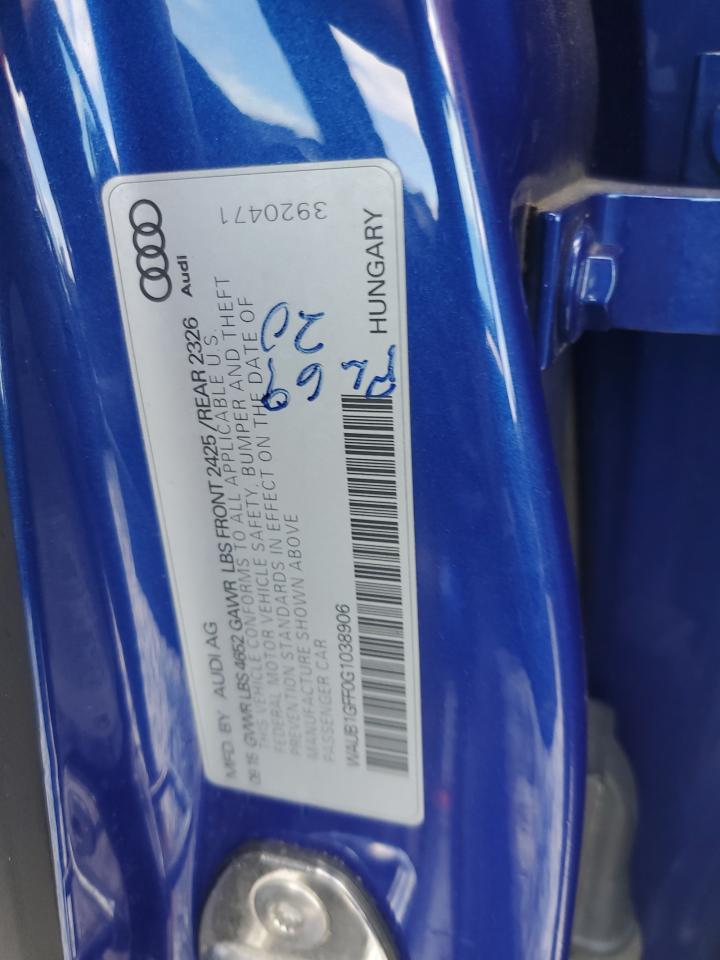 Audi
3920471
MFD. BY AUDI AG
09/15 GVWR LBS 4652 GAWR LBS FRONT 2425 /REAR 2326
THIS VEHICLE CONFORMS TO ALL APPLICABLE U.S.
FEDERAL MOTOR VEHICLE SAFETY, BUMPER AND THEFT
PREVENTION STANDARDS IN EFFECT ON THE DATE OF
MANUFACTURE SHOWN ABOVE
PASSENGER CAR
WAUB1GFF0G1038906
HUNGARY